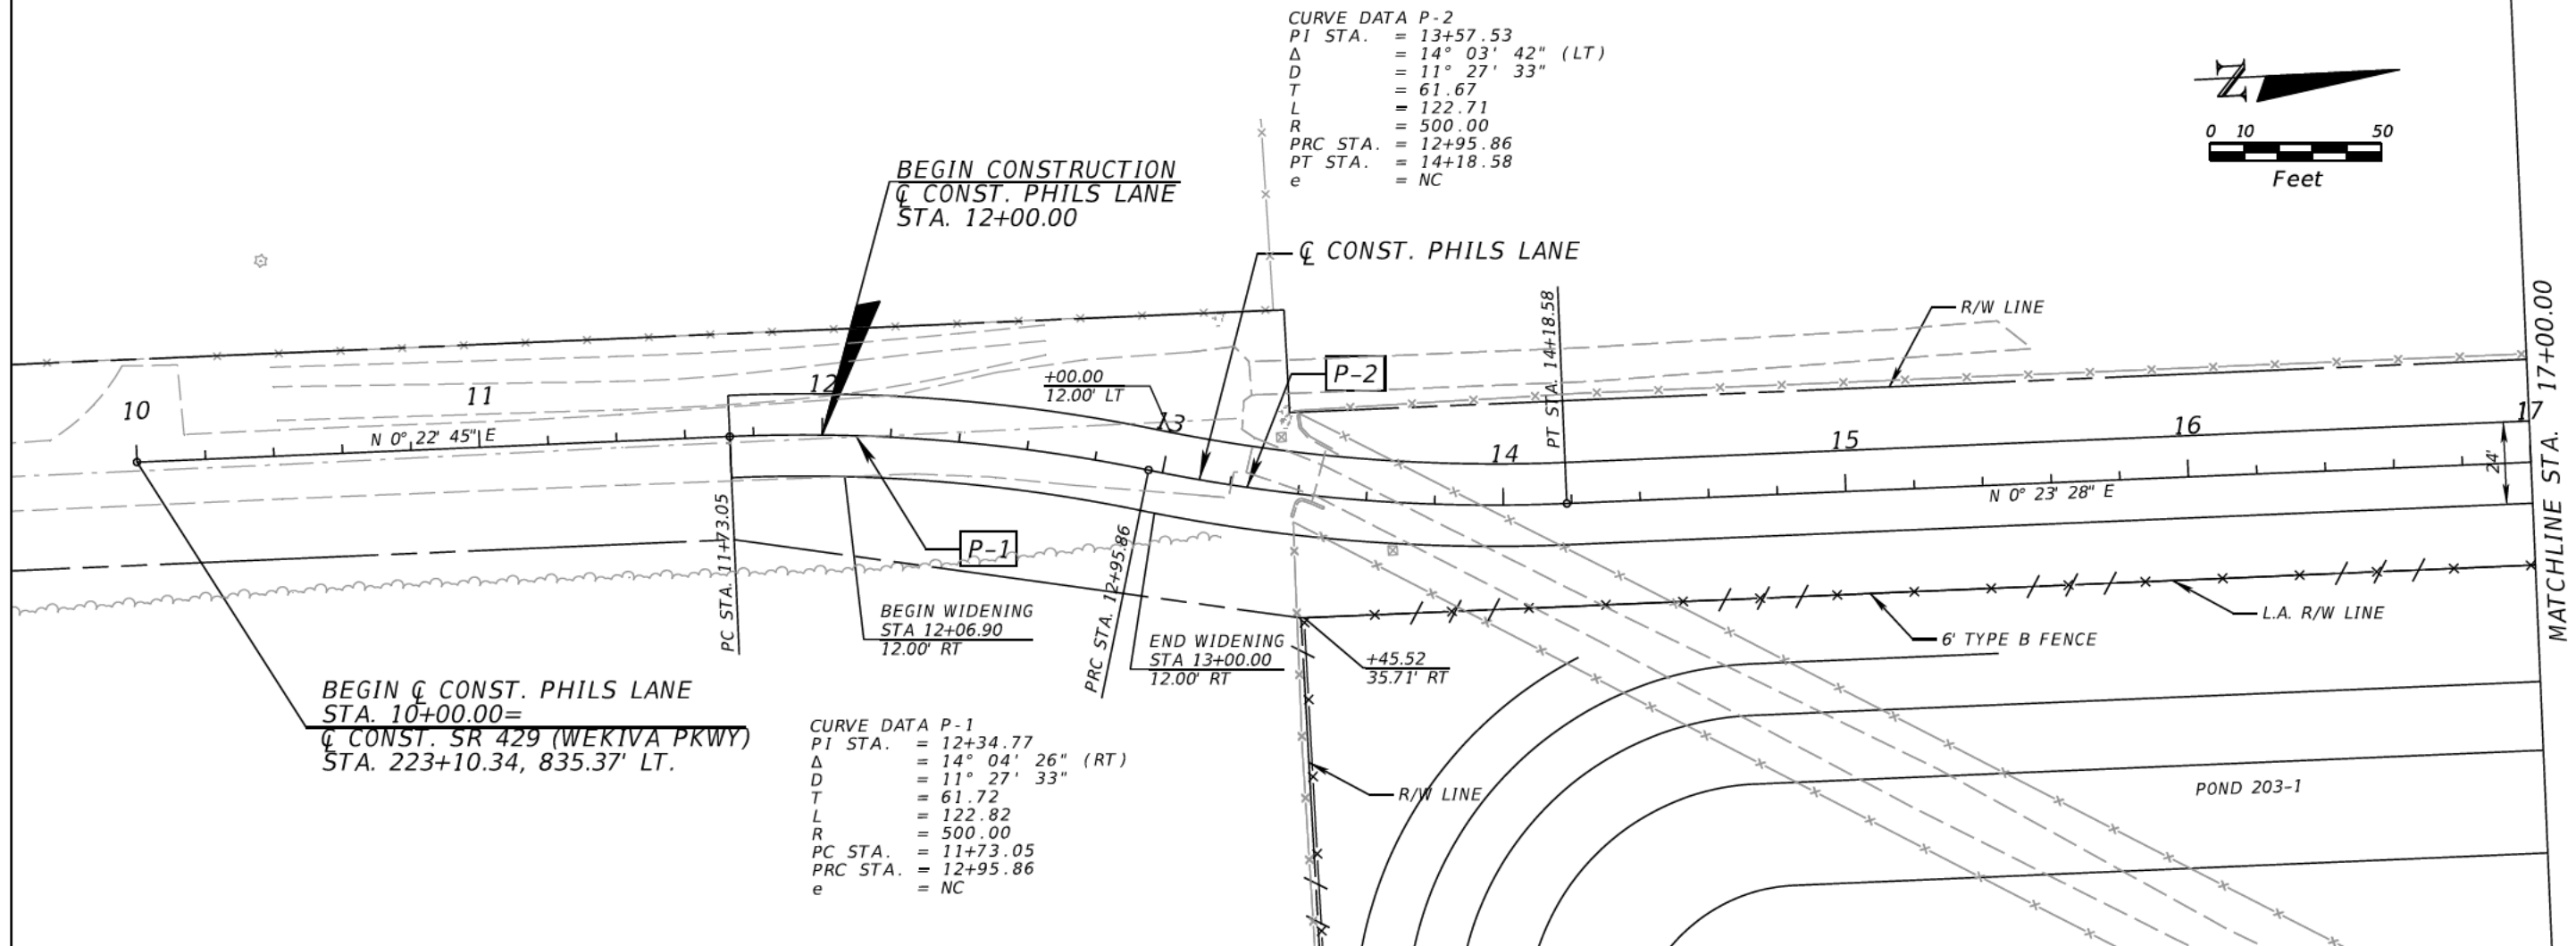 CURVE DATA P-2
PI STA. = 13+57.53
Δ = 14° 03' 42" (LT)
D = 11° 27' 33"
T = 61.67
L = 122.71
R = 500.00
PRC STA. = 12+95.86
PT STA. = 14+18.58
e = NC
N
0 10 50
Feet
BEGIN CONSTRUCTION
℄ CONST. PHILS LANE
STA. 12+00.00
℄ CONST. PHILS LANE
R/W LINE
PT STA. 14+18.58
P-2
+00.00
12.00' LT
10
11
12
13
14
15
16
17
N 0° 22' 45" E
N 0° 23' 28" E
24'
MATCHLINE STA. 17+00.00
PC STA. 11+73.05
P-1
PRC STA. 12+95.86
BEGIN WIDENING
STA 12+06.90
12.00' RT
END WIDENING
STA 13+00.00
12.00' RT
+45.52
35.71' RT
6' TYPE B FENCE
L.A. R/W LINE
BEGIN ℄ CONST. PHILS LANE
STA. 10+00.00=
℄ CONST. SR 429 (WEKIVA PKWY)
STA. 223+10.34, 835.37' LT.
CURVE DATA P-1
PI STA. = 12+34.77
Δ = 14° 04' 26" (RT)
D = 11° 27' 33"
T = 61.72
L = 122.82
R = 500.00
PC STA. = 11+73.05
PRC STA. = 12+95.86
e = NC
R/W LINE
POND 203-1